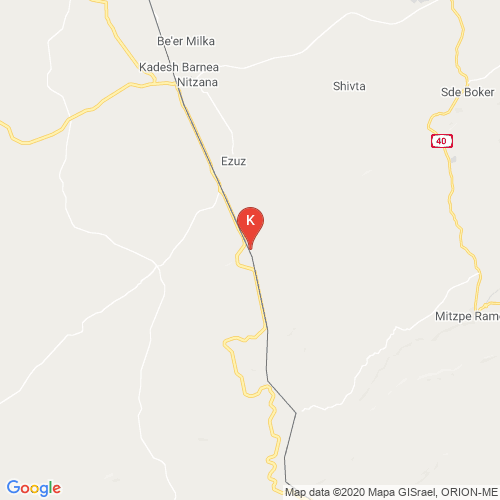 Be'er Milka
Kadesh Barnea
Nitzana
Shivta
Sde Boker
40
Ezuz
K
Mitzpe Ramo
Google
Map data ©2020 Mapa GISrael, ORION-ME